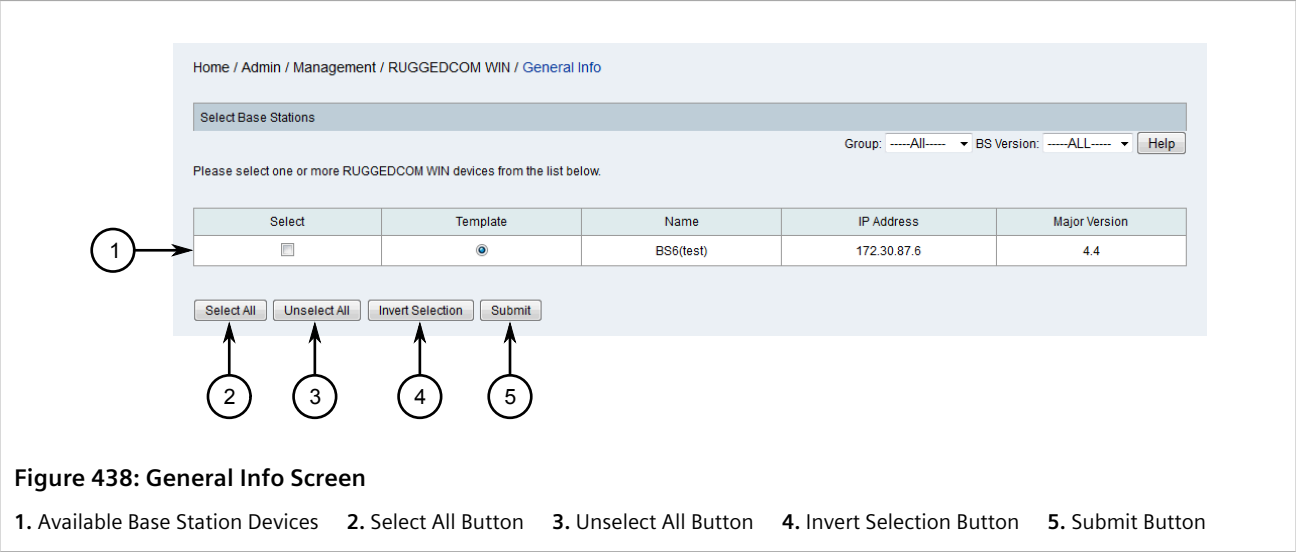 Home / Admin / Management / RUGGEDCOM WIN / General Info
Select Base Stations
Group: -----All----- BS Version: -----ALL----- Help
Please select one or more RUGGEDCOM WIN devices from the list below.
Select Template Name IP Address Major Version
1 BS6(test) 172.30.87.6 4.4
Select All Unselect All Invert Selection Submit
2 3 4 5
Figure 438: General Info Screen
1. Available Base Station Devices 2. Select All Button 3. Unselect All Button 4. Invert Selection Button 5. Submit Button